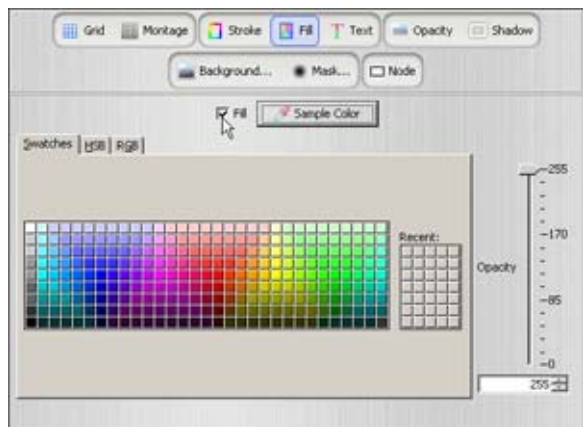 Grid Montage Stroke Fill Text Opacity Shadow
Background... Mask... Node
Fill Sample Color
Swatches HSB RGB
255
170
Recent:
Opacity
85
0
255